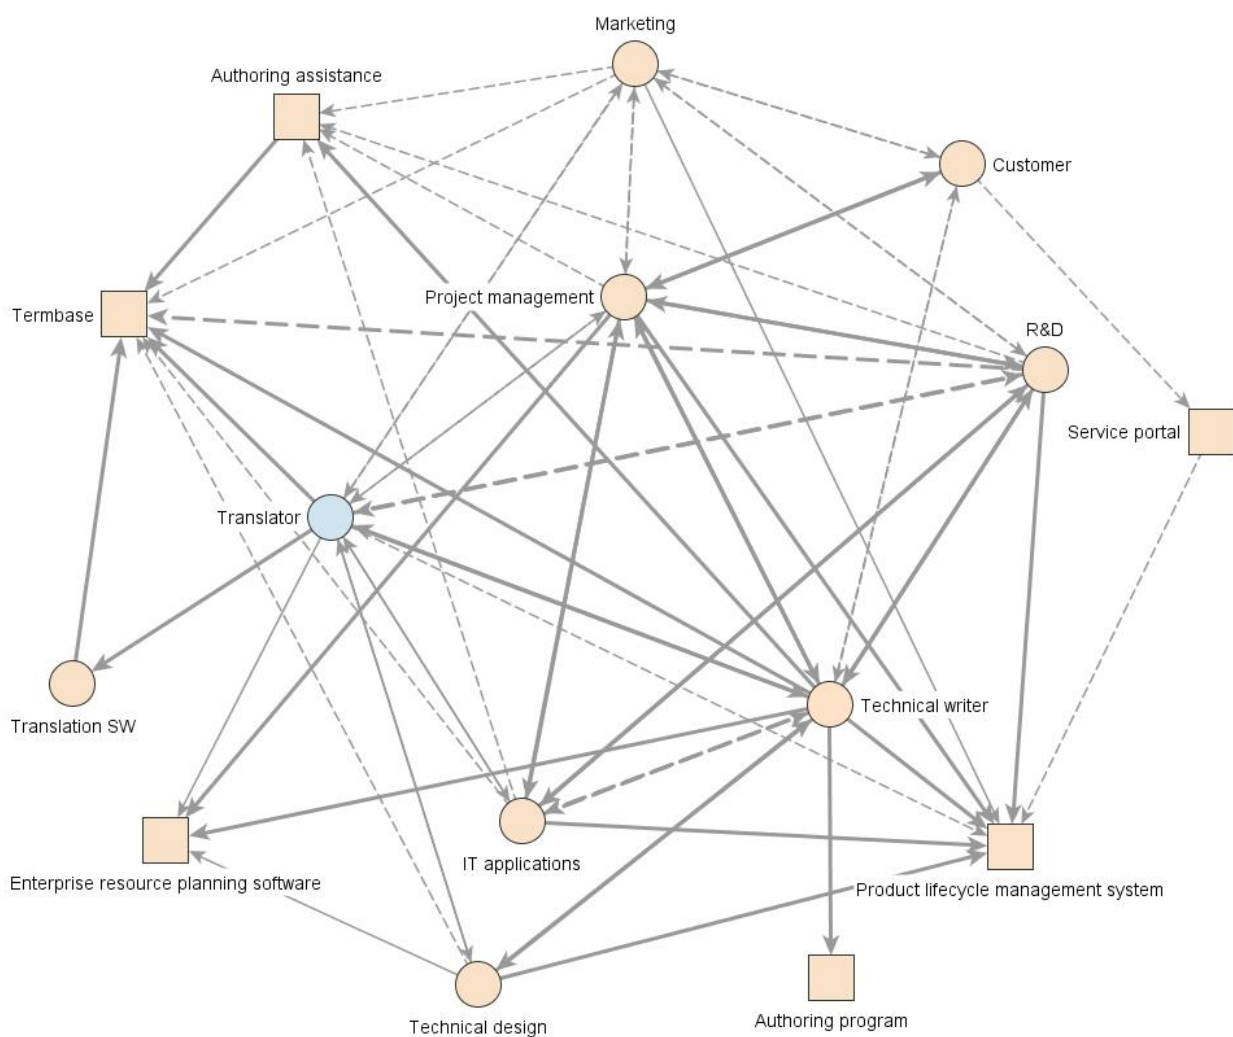 Marketing
Authoring assistance
Customer
Project management
Termbase
R&D
Service portal
Translator
Technical writer
Translation SW
IT applications
Enterprise resource planning software
Product lifecycle management system
Authoring program
Technical design